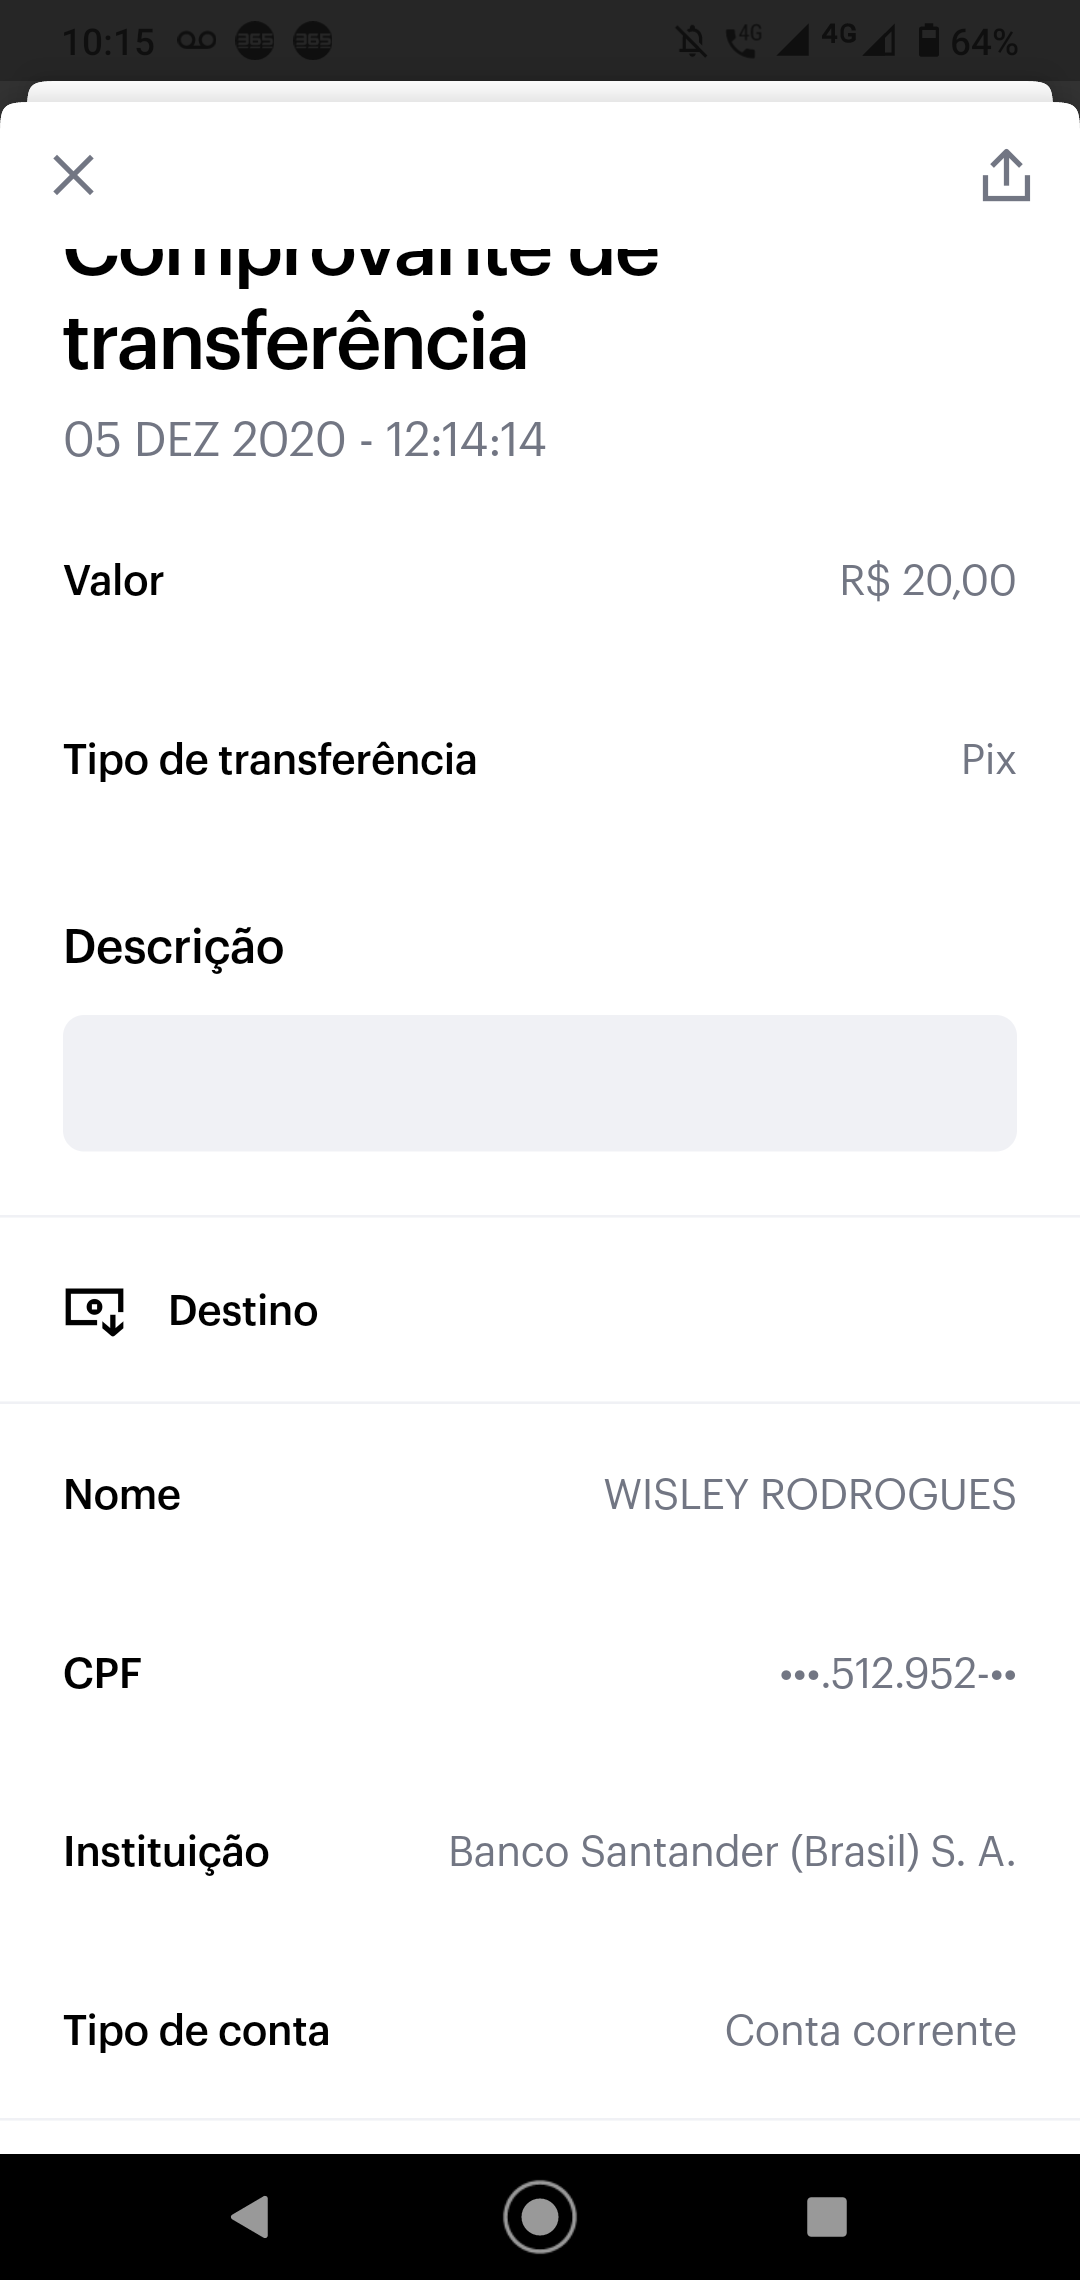 10:15 365 365 4G 4G 64%
Comprovante de
transferência
05 DEZ 2020 - 12:14:14
Valor R$ 20,00
Tipo de transferência Pix
Descrição
Destino
Nome WISLEY RODROGUES
CPF •••.512.952-••
Instituição Banco Santander (Brasil) S. A.
Tipo de conta Conta corrente